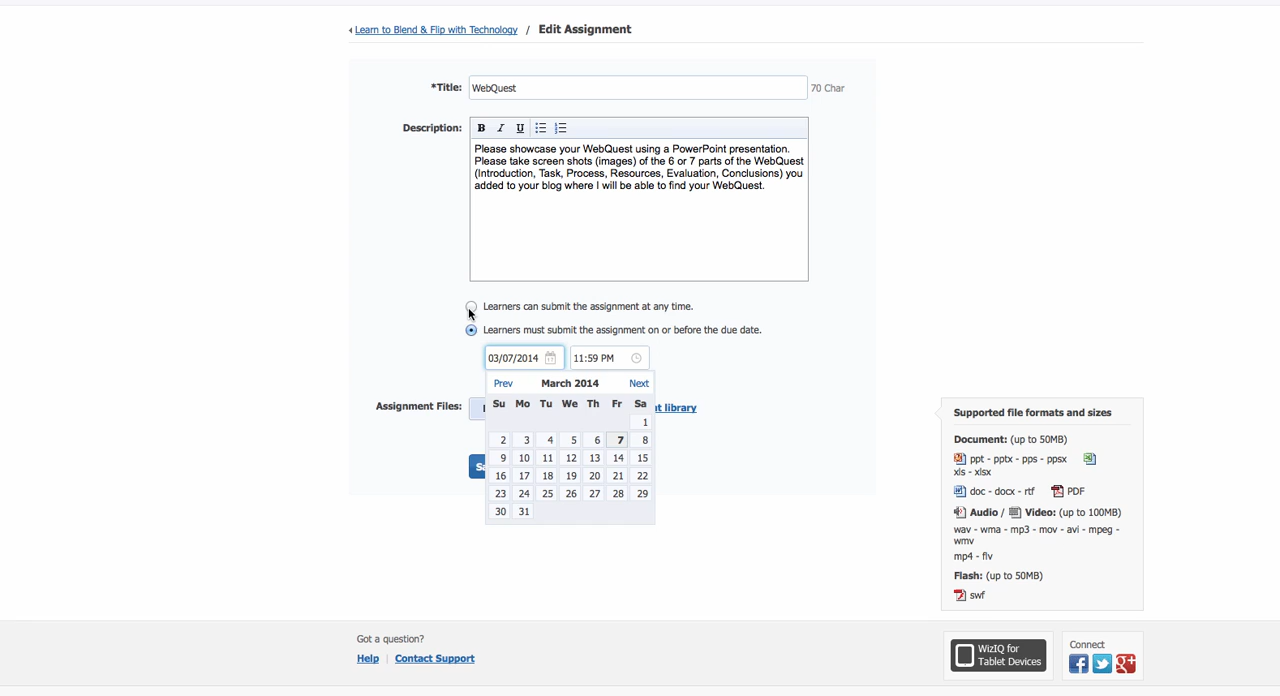 Learn to Blend & Flip with Technology / Edit Assignment
*Title: WebQuest 70 Char
Description: B I U
Please showcase your WebQuest using a PowerPoint presentation.
Please take screen shots (images) of the 6 or 7 parts of the WebQuest
(Introduction, Task, Process, Resources, Evaluation, Conclusions) you
added to your blog where I will be able to find your WebQuest.
Learners can submit the assignment at any time.
Learners must submit the assignment on or before the due date.
03/07/2014 11:59 PM
Prev March 2014 Next
Su Mo Tu We Th Fr Sa
1
2 3 4 5 6 7 8
9 10 11 12 13 14 15
16 17 18 19 20 21 22
23 24 25 26 27 28 29
30 31
Assignment Files: library
Supported file formats and sizes
Document: (up to 50MB)
ppt - pptx - pps - ppsx
xls - xlsx
doc - docx - rtf PDF
Audio / Video: (up to 100MB)
wav - wma - mp3 - mov - avi - mpeg -
wmv
mp4 - flv
Flash: (up to 50MB)
swf
Got a question?
Help | Contact Support
WizIQ for
Tablet Devices
Connect